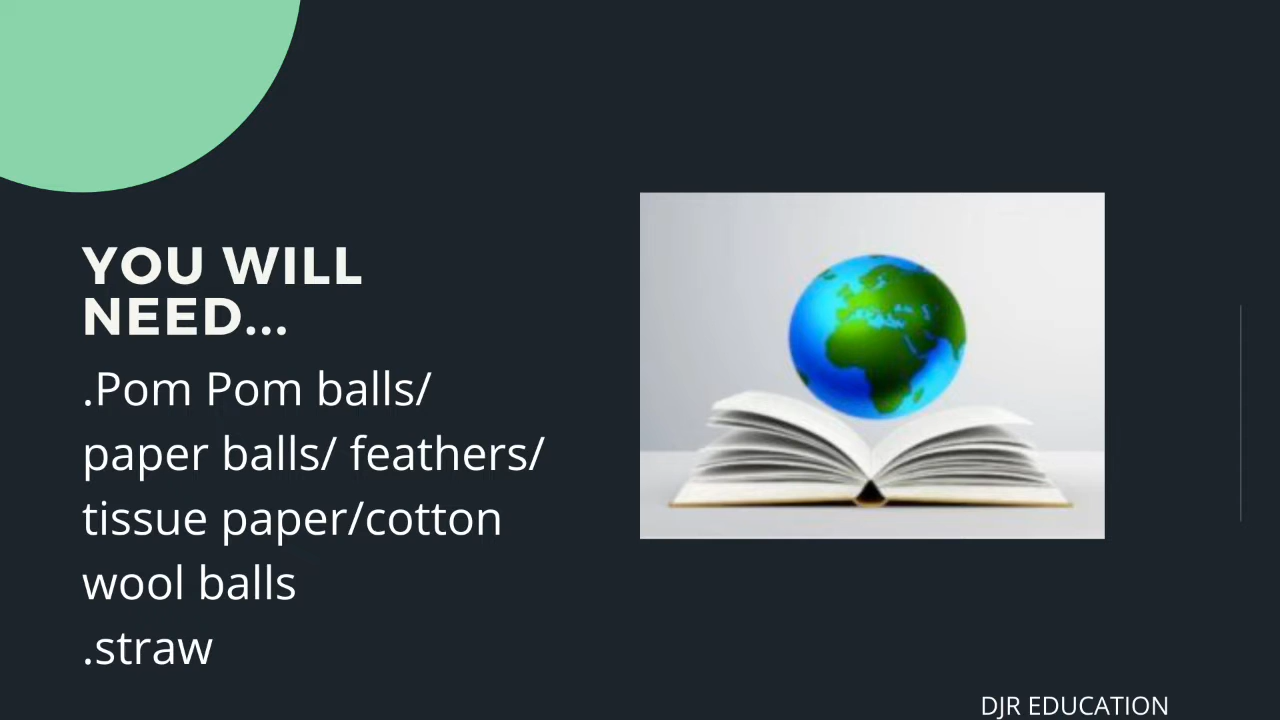 YOU WILL
NEED...
.Pom Pom balls/
paper balls/ feathers/
tissue paper/cotton
wool balls
.straw
DJR EDUCATION